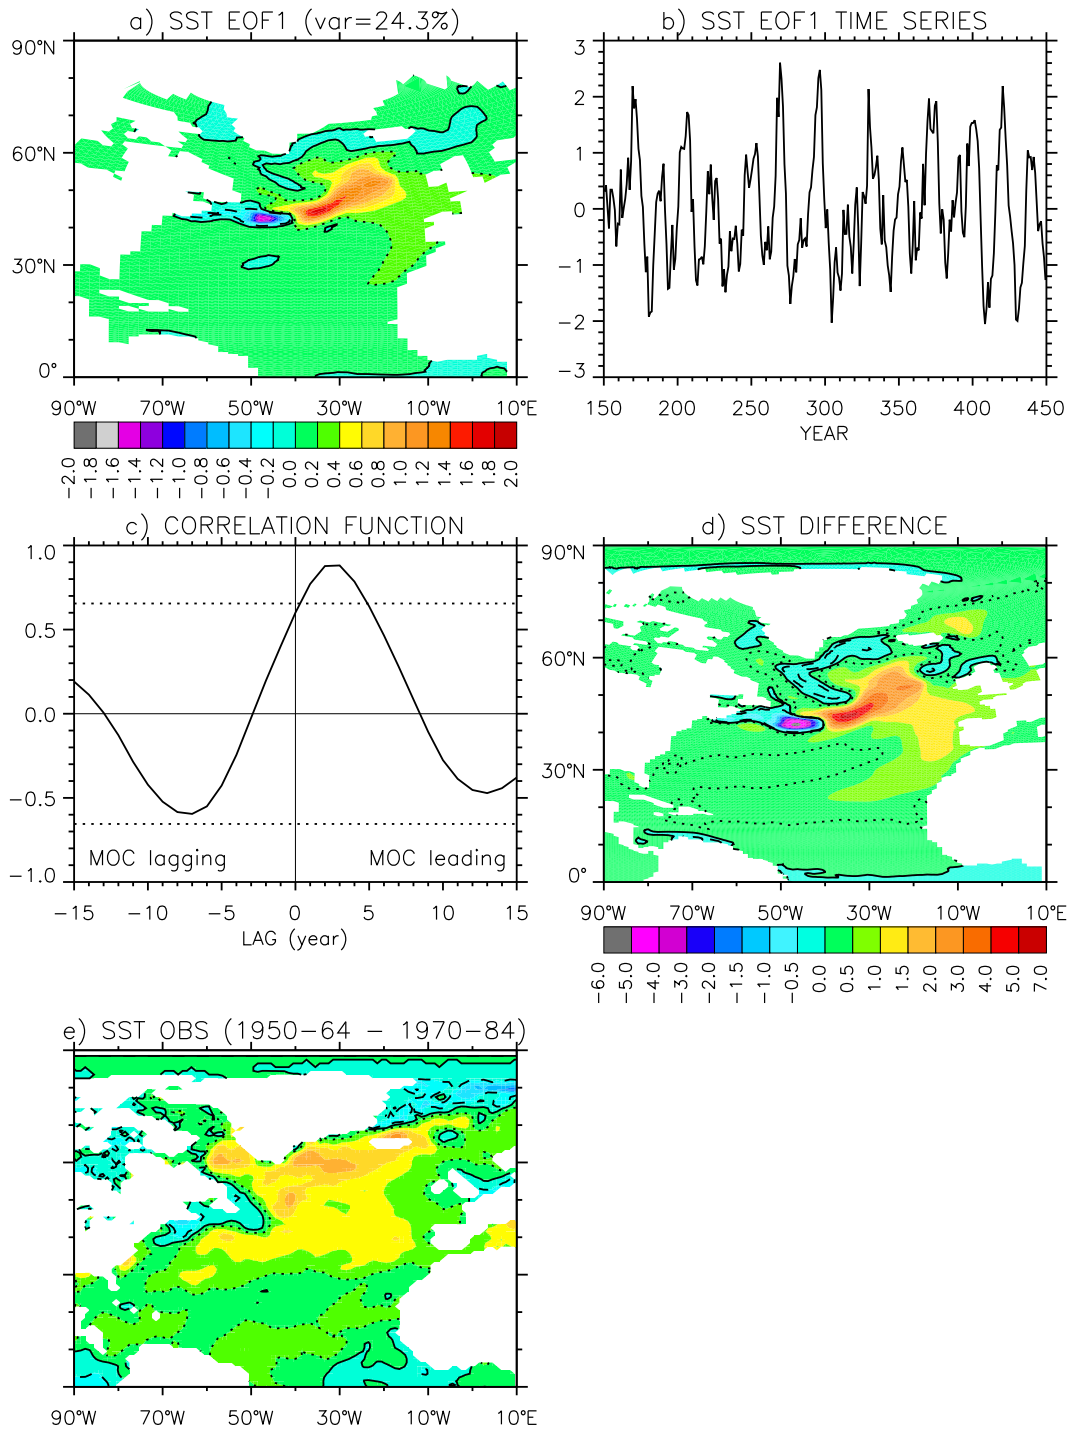 a) SST EOF1 (var=24.3%)
90°N
60°N
30°N
0°
90°W 70°W 50°W 30°W 10°W 10°E
−2.0 −1.8 −1.6 −1.4 −1.2 −1.0 −0.8 −0.6 −0.4 −0.2 0.0 0.2 0.4 0.6 0.8 1.0 1.2 1.4 1.6 1.8 2.0
b) SST EOF1 TIME SERIES
3
2
1
0
−1
−2
−3
150 200 250 300 350 400 450
YEAR
c) CORRELATION FUNCTION
1.0
0.5
0.0
−0.5
−1.0
MOC lagging MOC leading
−15 −10 −5 0 5 10 15
LAG (year)
d) SST DIFFERENCE
90°N
60°N
30°N
0°
90°W 70°W 50°W 30°W 10°W 10°E
−6.0 −5.0 −4.0 −3.0 −2.0 −1.5 −1.0 −0.5 0.0 0.5 1.0 1.5 2.0 3.0 4.0 5.0 7.0
e) SST OBS (1950−64 − 1970−84)
90°W 70°W 50°W 30°W 10°W 10°E